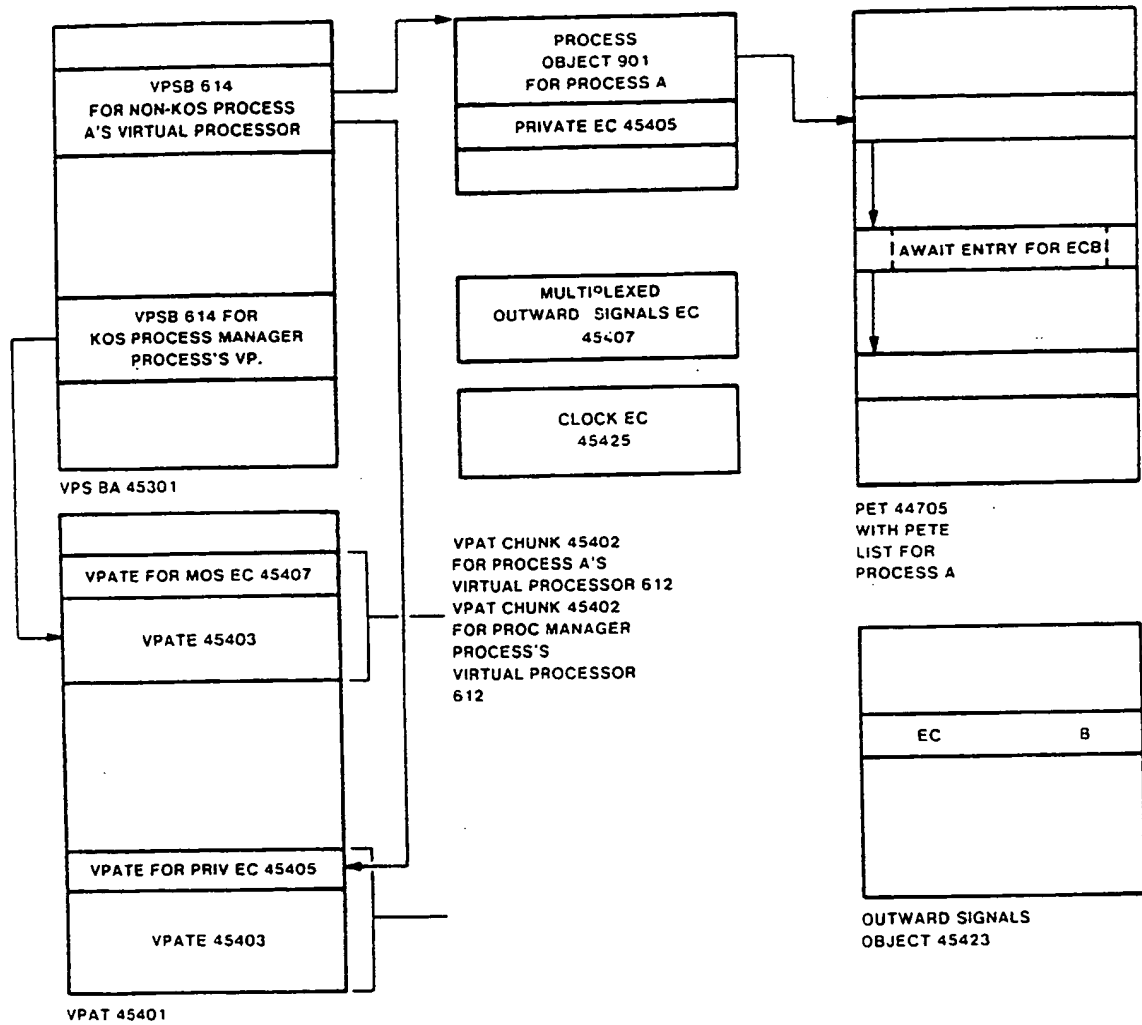 VPSB 614
FOR NON-KOS PROCESS
A'S VIRTUAL PROCESSOR
VPSB 614 FOR
KOS PROCESS MANAGER
PROCESS'S VP.
VPS BA 45301
PROCESS
OBJECT 901
FOR PROCESS A
PRIVATE EC 45405
MULTIPLEXED
OUTWARD SIGNALS EC
45407
CLOCK EC
45425
AWAIT ENTRY FOR ECB
PET 44705
WITH PETE
LIST FOR
PROCESS A
VPATE FOR MOS EC 45407
VPATE 45403
VPATE FOR PRIV EC 45405
VPATE 45403
VPAT 45401
VPAT CHUNK 45402
FOR PROCESS A'S
VIRTUAL PROCESSOR 612
VPAT CHUNK 45402
FOR PROC MANAGER
PROCESS'S
VIRTUAL PROCESSOR
612
EC B
OUTWARD SIGNALS
OBJECT 45423